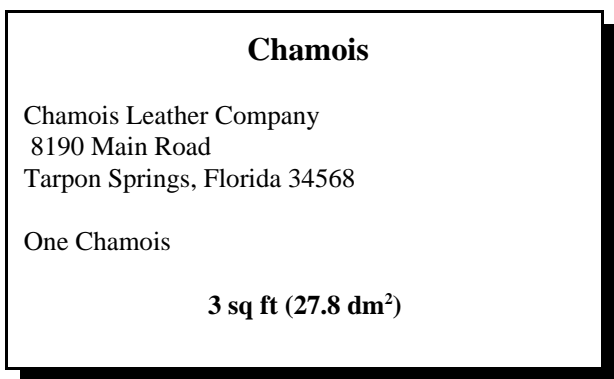 Chamois
Chamois Leather Company
8190 Main Road
Tarpon Springs, Florida 34568
One Chamois
3 sq ft (27.8 dm²)